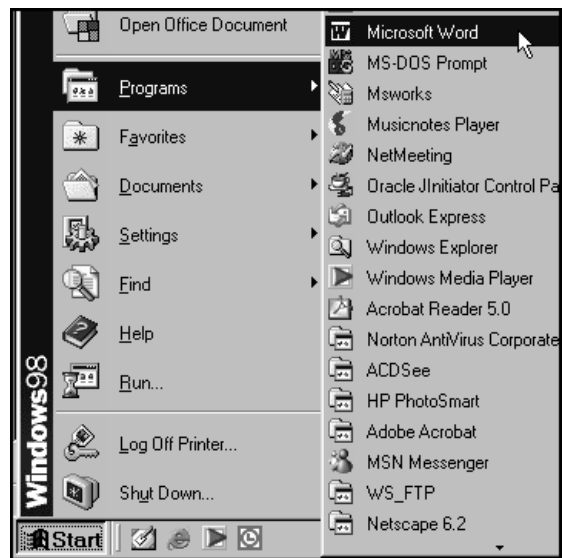 Open Office Document
Programs
Favorites
Documents
Settings
Find
Help
Run...
Log Off Printer...
Shut Down...
Windows98
Start
Microsoft Word
MS-DOS Prompt
Msworks
Musicnotes Player
NetMeeting
Oracle JInitiator Control Pa
Outlook Express
Windows Explorer
Windows Media Player
Acrobat Reader 5.0
Norton AntiVirus Corporate
ACDSee
HP PhotoSmart
Adobe Acrobat
MSN Messenger
WS_FTP
Netscape 6.2